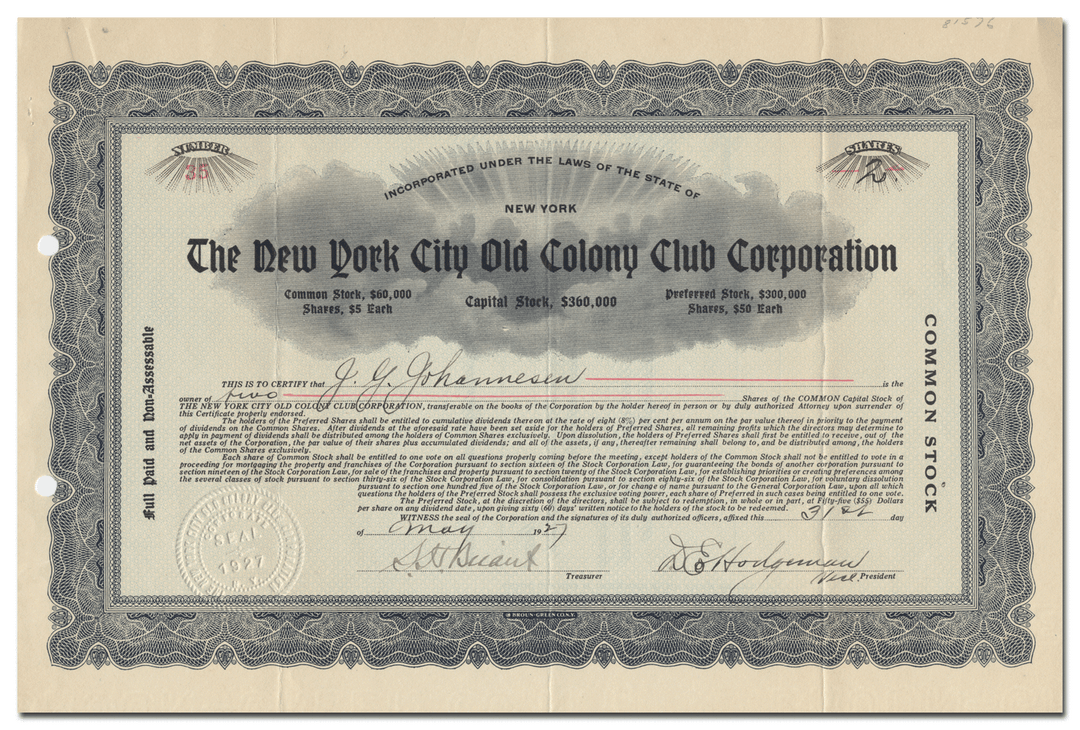 81576
NUMBER
35
SHARES
2
INCORPORATED UNDER THE LAWS OF THE STATE OF
NEW YORK
The New York City Old Colony Club Corporation
Common Stock, $60,000
Shares, $5 Each
Capital Stock, $360,000
Preferred Stock, $300,000
Shares, $50 Each
Full Paid and Non-Assessable
COMMON STOCK
THIS IS TO CERTIFY that J. G. Johannesen is the
owner of two Shares of the COMMON Capital Stock of
THE NEW YORK CITY OLD COLONY CLUB CORPORATION, transferable on the books of the Corporation by the holder hereof in person or by duly authorized Attorney upon surrender of
this Certificate properly endorsed.
The holders of the Preferred Shares shall be entitled to cumulative dividends thereon at the rate of eight (8%) per cent per annum on the par value thereof in priority to the payment
of dividends on the Common Shares. After dividends at the aforesaid rate have been set aside for the holders of Preferred Shares, all remaining profits which the directors may determine to
apply in payment of dividends shall be distributed among the holders of Common Shares exclusively. Upon dissolution, the holders of Preferred Shares shall first be entitled to receive, out of the
net assets of the Corporation, the par value of their shares plus accumulated dividends; and all of the assets, if any, thereafter remaining shall belong to, and be distributed among, the holders
of the Common Shares exclusively.
Each share of Common Stock shall be entitled to one vote on all questions properly coming before the meeting, except holders of the Common Stock shall not be entitled to vote in a
proceeding for mortgaging the property and franchises of the Corporation pursuant to section sixteen of the Stock Corporation Law, for guaranteeing the bonds of another corporation pursuant to
section nineteen of the Stock Corporation Law, for sale of the franchises and property pursuant to section twenty of the Stock Corporation Law, for establishing priorities or creating preferences among
the several classes of stock pursuant to section thirty-six of the Stock Corporation Law, for consolidation pursuant to section eighty-six of the Stock Corporation Law, for voluntary dissolution
pursuant to section one hundred five of the Stock Corporation Law, or for change of name pursuant to the General Corporation Law, upon all which
questions the holders of the Preferred Stock shall possess the exclusive voting power, each share of Preferred in such cases being entitled to one vote.
The Preferred Stock, at the discretion of the directors, shall be subject to redemption, in whole or in part, at Fifty-five ($55) Dollars
per share on any dividend date, upon giving sixty (60) days' written notice to the holders of the stock to be redeemed.
WITNESS the seal of the Corporation and the signatures of its duly authorized officers, affixed this 31st day
of May 1927
SEAL
1927
N. Y.
Treasurer
D E Hodgeman
Vice President